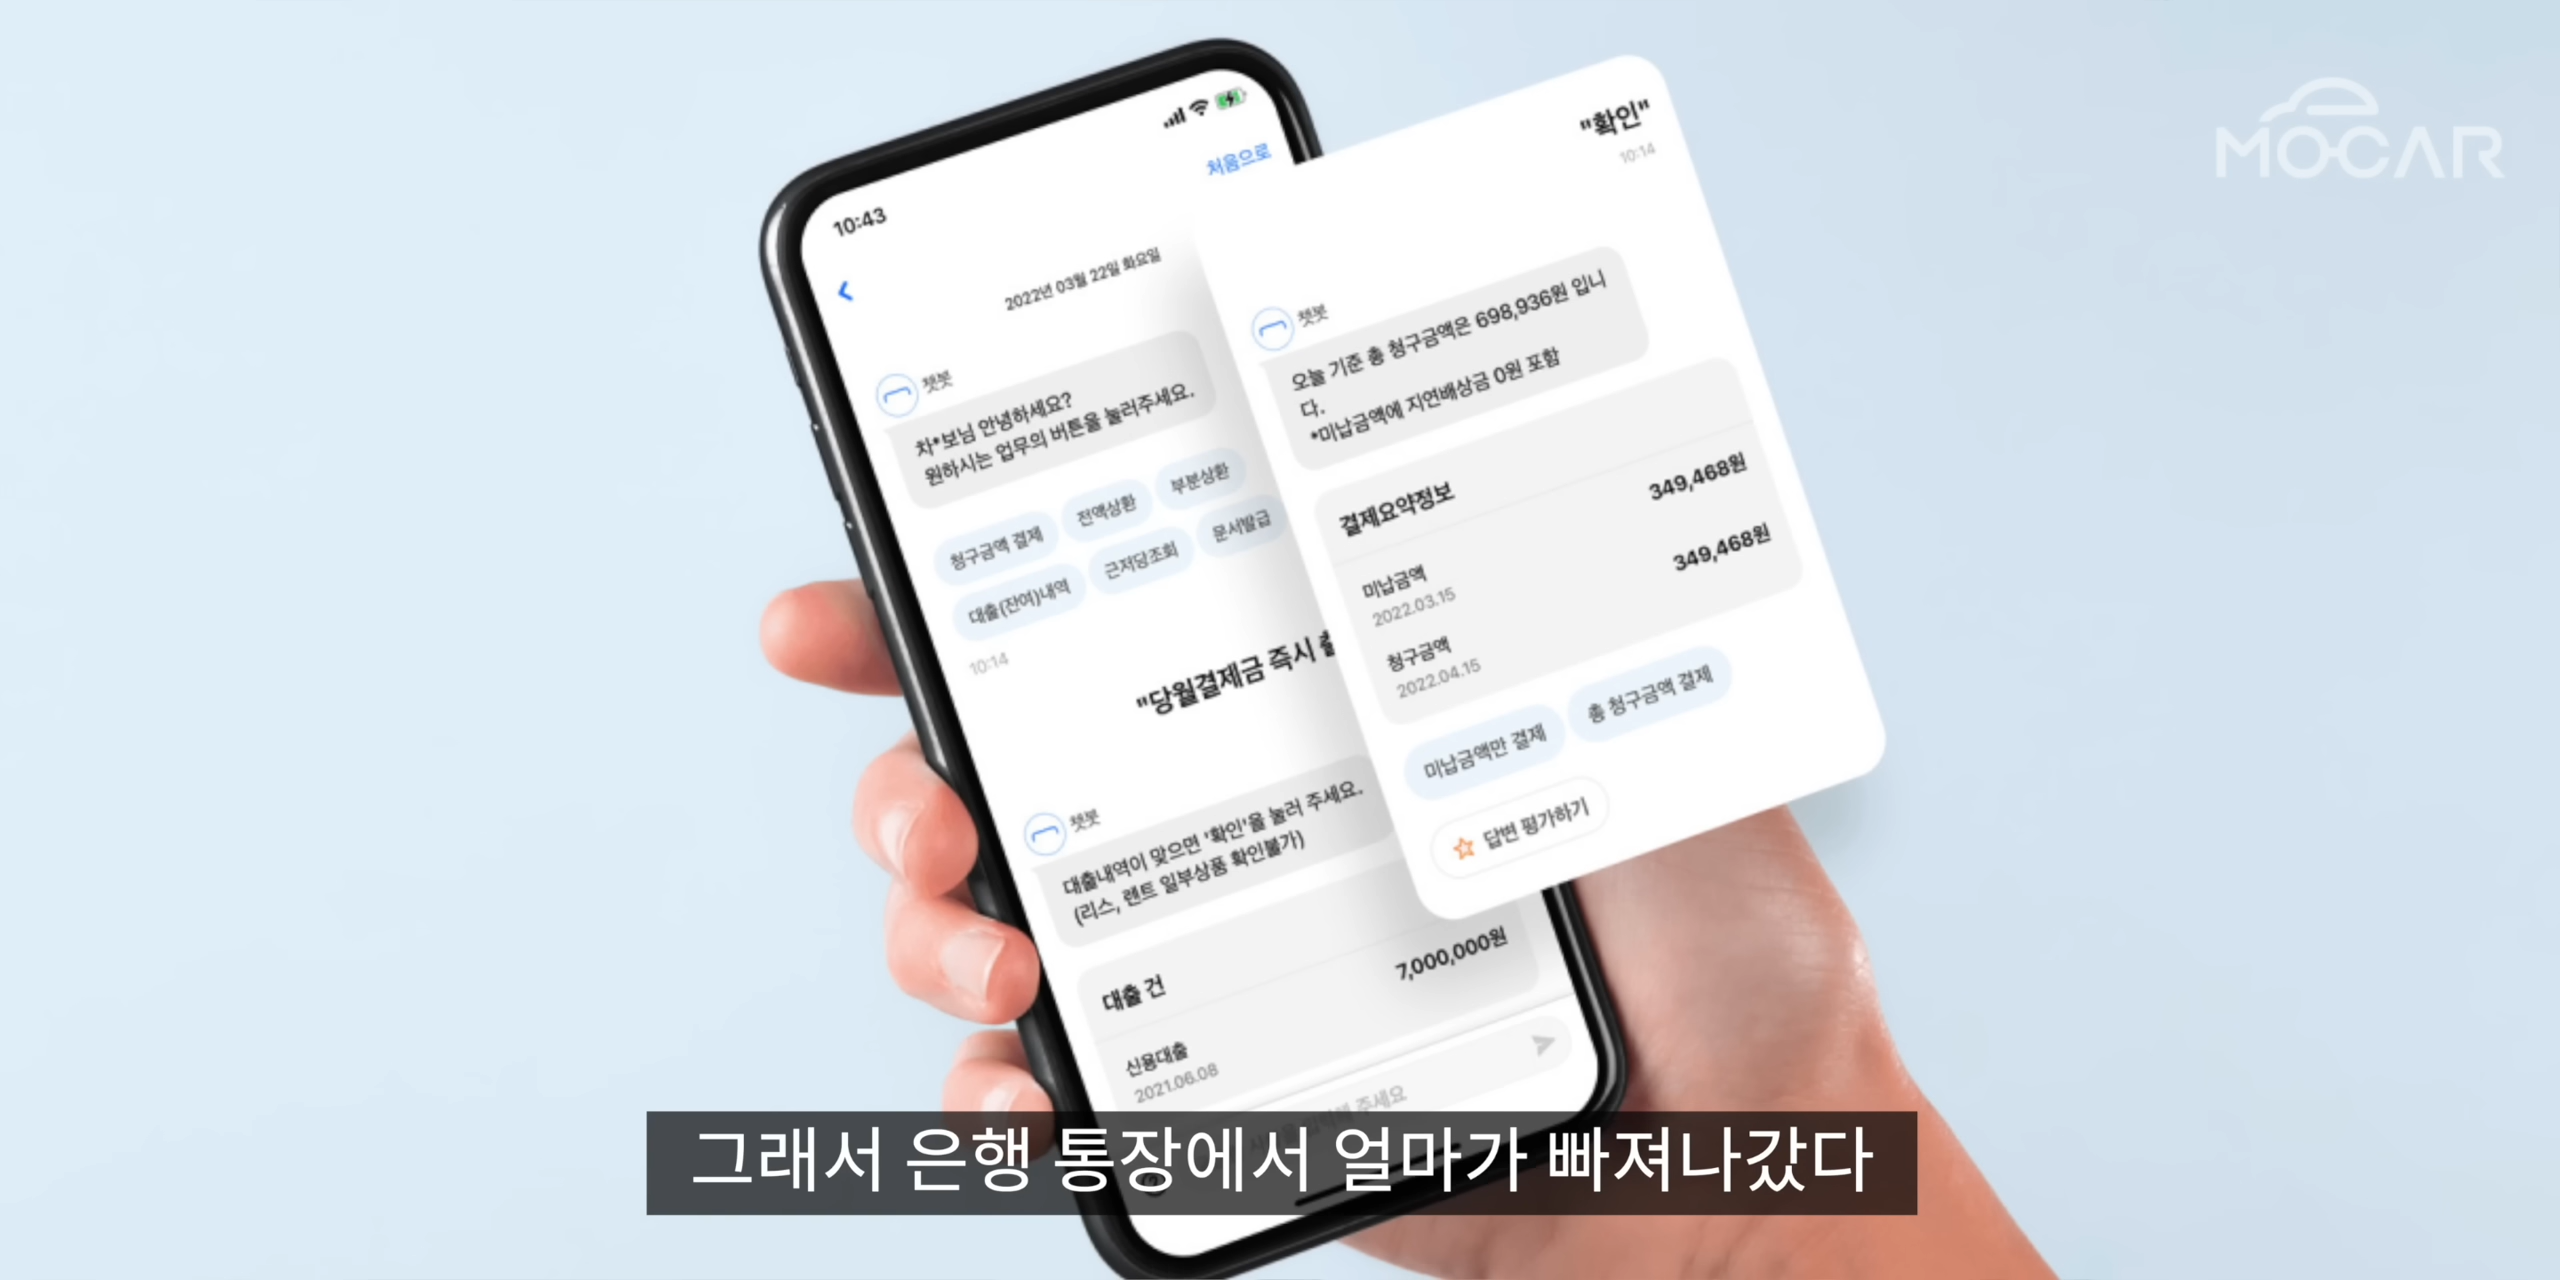 MOCAR
10:43
처음으로
2022년 03월 22일 화요일
챗봇
차*보님 안녕하세요?
원하시는 업무의 버튼을 눌러주세요.
청구금액 결제
전액상환
부분상환
대출(잔여)내역
근저당조회
문서발급
10:14
"당월결제금 즉시
챗봇
대출내역이 맞으면 '확인'을 눌러 주세요.
(리스, 렌트 일부상품 확인불가)
대출 건
7,000,000원
신용대출
2021.06.08
주세요
"확인"
10:14
챗봇
오늘 기준 총 청구금액은 698,936원 입니
다.
*미납금액에 지연배상금 0원 포함
결제요약정보
349,468원
미납금액
2022.03.15
349,468원
청구금액
2022.04.15
미납금액만 결제
총 청구금액 결제
답변 평가하기
그래서 은행 통장에서 얼마가 빠져나갔다